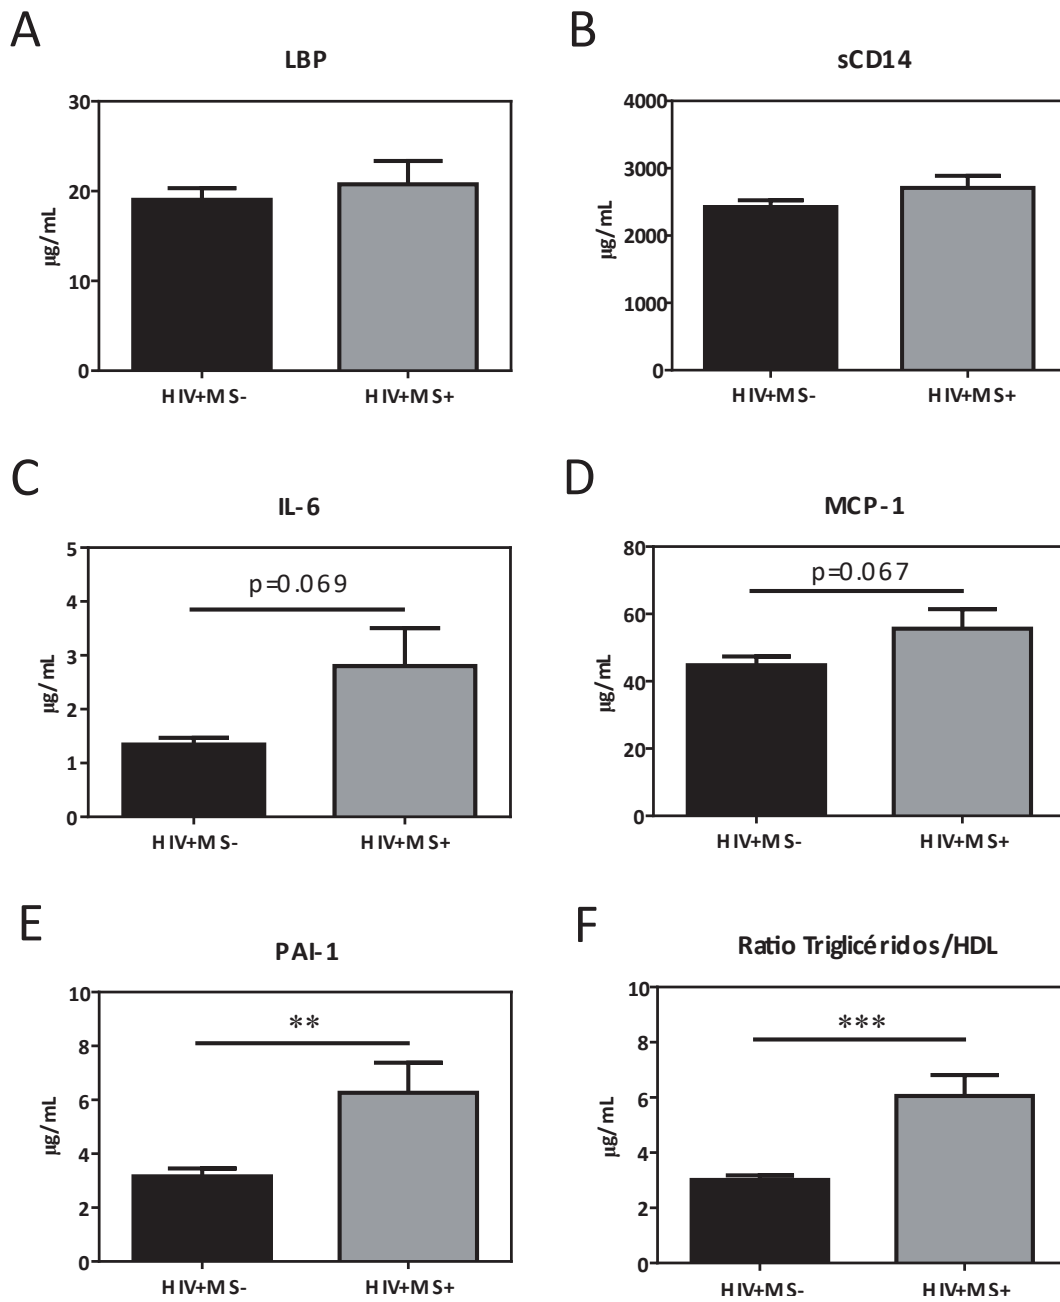 A
LBP
30
20
10
0
µg/mL
HIV+MS-
HIV+MS+
B
sCD14
4000
3000
2000
1000
0
µg/mL
HIV+MS-
HIV+MS+
C
IL-6
5
4
3
2
1
0
µg/mL
p=0.069
HIV+MS-
HIV+MS+
D
MCP-1
80
60
40
20
0
µg/mL
p=0.067
HIV+MS-
HIV+MS+
E
PAI-1
10
8
6
4
2
0
µg/mL
**
HIV+MS-
HIV+MS+
F
Ratio Triglicéridos/HDL
10
8
6
4
2
0
µg/mL
***
HIV+MS-
HIV+MS+